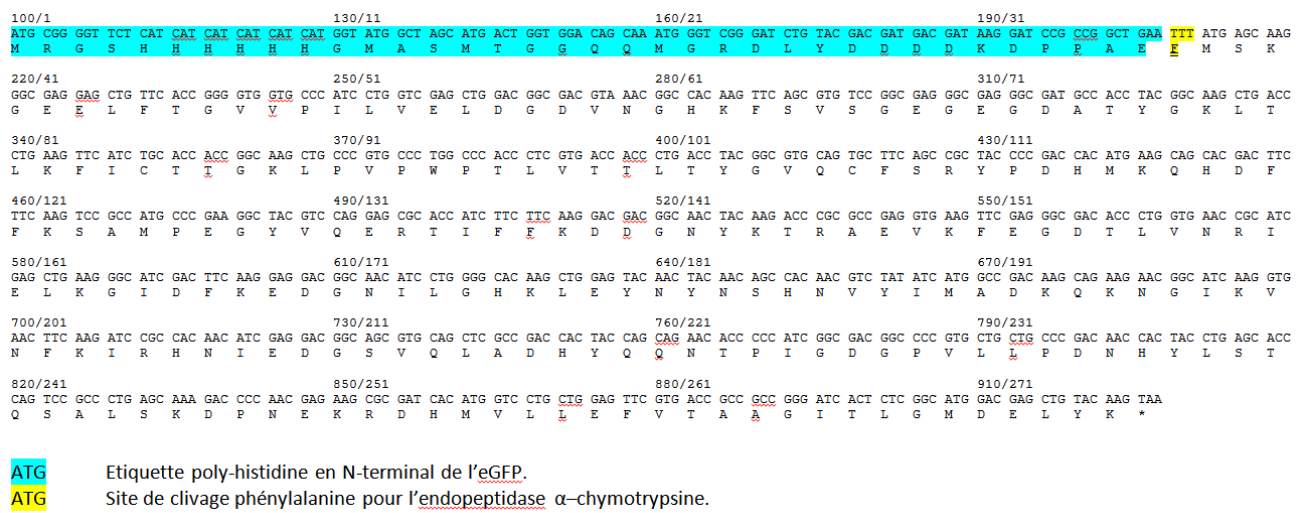 100/1 130/11 160/21 190/31
ATG CGG GGT TCT CAT CAT CAT CAT CAT CAT GGT ATG GCT AGC ATG ACT GGT GGA CAG CAA ATG GGT CGG GAT CTG TAC GAC GAT GAC GAT AAG GAT CCG CCG GCT GAA TTT ATG AGC AAG
M R G S H H H H H H G M A S M T G G Q Q M G R D L Y D D D D K D P P A E F M S K
220/41 250/51 280/61 310/71
GGC GAG GAG CTG TTC ACC GGG GTG GTG CCC ATC CTG GTC GAG CTG GAC GGC GAC GTA AAC GGC CAC AAG TTC AGC GTG TCC GGC GAG GGC GAG GGC GAT GCC ACC TAC GGC AAG CTG ACC
G E E L F T G V V P I L V E L D G D V N G H K F S V S G E G E G D A T Y G K L T
340/81 370/91 400/101 430/111
CTG AAG TTC ATC TGC ACC ACC GGC AAG CTG CCC GTG CCC TGG CCC ACC CTC GTG ACC ACC CTG ACC TAC GGC GTG CAG TGC TTC AGC CGC TAC CCC GAC CAC ATG AAG CAG CAC GAC TTC
L K F I C T T G K L P V P W P T L V T T L T Y G V Q C F S R Y P D H M K Q H D F
460/121 490/131 520/141 550/151
TTC AAG TCC GCC ATG CCC GAA GGC TAC GTC CAG GAG CGC ACC ATC TTC TTC AAG GAC GAC GGC AAC TAC AAG ACC CGC GCC GAG GTG AAG TTC GAG GGC GAC ACC CTG GTG AAC CGC ATC
F K S A M P E G Y V Q E R T I F F K D D G N Y K T R A E V K F E G D T L V N R I
580/161 610/171 640/181 670/191
GAG CTG AAG GGC ATC GAC TTC AAG GAG GAC GGC AAC ATC CTG GGG CAC AAG CTG GAG TAC AAC TAC AAC AGC CAC AAC GTC TAT ATC ATG GCC GAC AAG CAG AAG AAC GGC ATC AAG GTG
E L K G I D F K E D G N I L G H K L E Y N Y N S H N V Y I M A D K Q K N G I K V
700/201 730/211 760/221 790/231
AAC TTC AAG ATC CGC CAC AAC ATC GAG GAC GGC AGC GTG CAG CTC GCC GAC CAC TAC CAG CAG AAC ACC CCC ATC GGC GAC GGC CCC GTG CTG CTG CCC GAC AAC CAC TAC CTG AGC ACC
N F K I R H N I E D G S V Q L A D H Y Q Q N T P I G D G P V L L P D N H Y L S T
820/241 850/251 880/261 910/271
CAG TCC GCC CTG AGC AAA GAC CCC AAC GAG AAG CGC GAT CAC ATG GTC CTG CTG GAG TTC GTG ACC GCC GCC GGG ATC ACT CTC GGC ATG GAC GAG CTG TAC AAG TAA
Q S A L S K D P N E K R D H M V L L E F V T A A G I T L G M D E L Y K *
ATG Etiquette poly-histidine en N-terminal de l'eGFP.
ATG Site de clivage phénylalanine pour l'endopeptidase α–chymotrypsine.